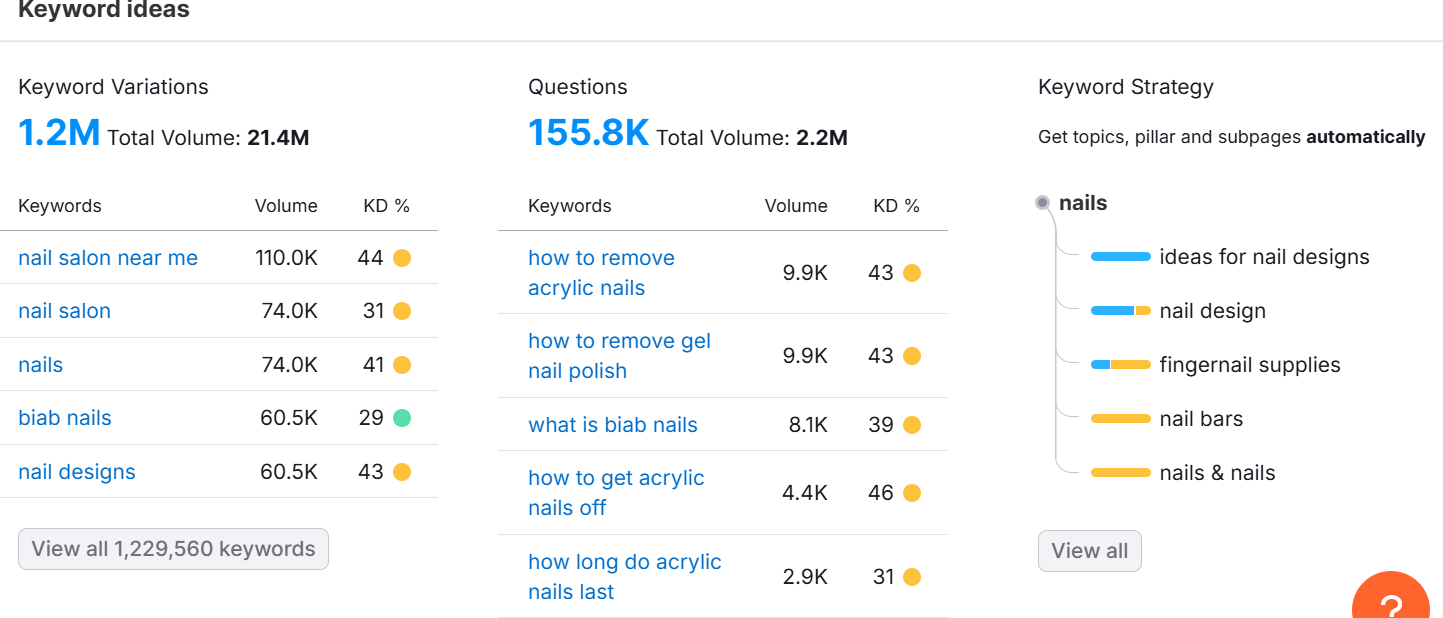 Keyword ideas
Keyword Variations
1.2M Total Volume: 21.4M
Keywords Volume KD %
nail salon near me 110.0K 44
nail salon 74.0K 31
nails 74.0K 41
biab nails 60.5K 29
nail designs 60.5K 43
View all 1,229,560 keywords
Questions
155.8K Total Volume: 2.2M
Keywords Volume KD %
how to remove
acrylic nails 9.9K 43
how to remove gel
nail polish 9.9K 43
what is biab nails 8.1K 39
how to get acrylic
nails off 4.4K 46
how long do acrylic
nails last 2.9K 31
Keyword Strategy
Get topics, pillar and subpages automatically
nails
ideas for nail designs
nail design
fingernail supplies
nail bars
nails & nails
View all
?